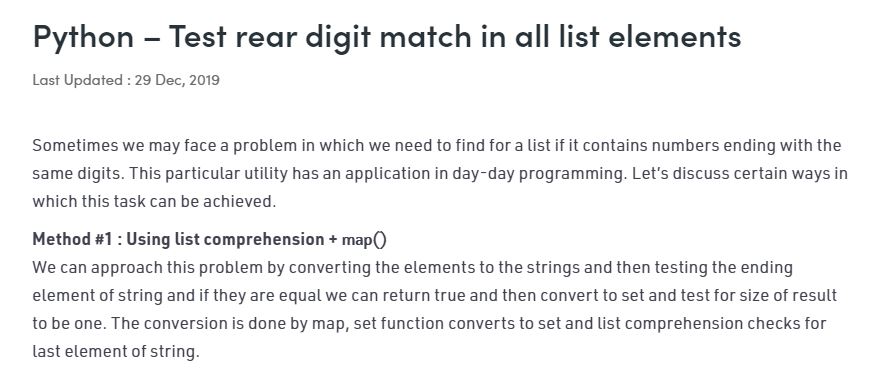 Python – Test rear digit match in all list elements
Last Updated : 29 Dec, 2019
Sometimes we may face a problem in which we need to find for a list if it contains numbers ending with the
same digits. This particular utility has an application in day-day programming. Let's discuss certain ways in
which this task can be achieved.
Method #1 : Using list comprehension + map()
We can approach this problem by converting the elements to the strings and then testing the ending
element of string and if they are equal we can return true and then convert to set and test for size of result
to be one. The conversion is done by map, set function converts to set and list comprehension checks for
last element of string.